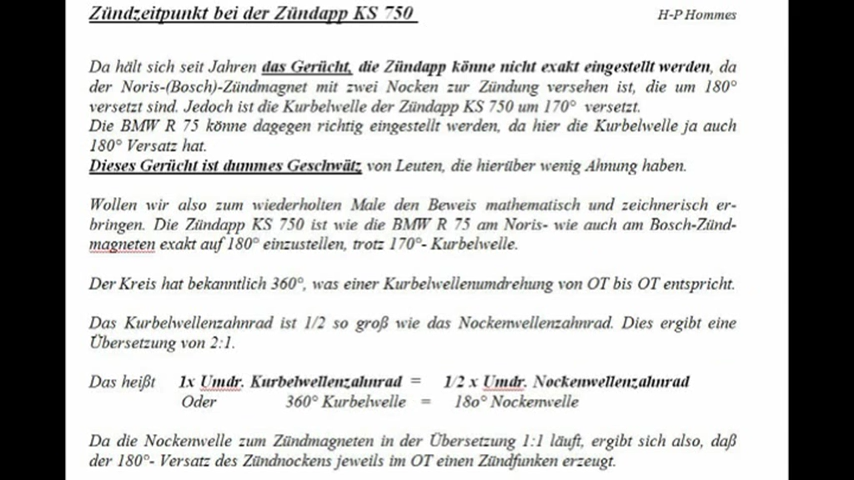 Zündzeitpunkt bei der Zündapp KS 750 H-P Hommes
Da hält sich seit Jahren das Gerücht, die Zündapp könne nicht exakt eingestellt werden, da
der Noris-(Bosch)-Zündmagnet mit zwei Nocken zur Zündung versehen ist, die um 180°
versetzt sind. Jedoch ist die Kurbelwelle der Zündapp KS 750 um 170° versetzt.
Die BMW R 75 könne dagegen richtig eingestellt werden, da hier die Kurbelwelle ja auch
180° Versatz hat.
Dieses Gerücht ist dummes Geschwätz von Leuten, die hierüber wenig Ahnung haben.
Wollen wir also zum wiederholten Male den Beweis mathematisch und zeichnerisch er-
bringen. Die Zündapp KS 750 ist wie die BMW R 75 am Noris- wie auch am Bosch-Zünd-
magneten exakt auf 180° einzustellen, trotz 170°- Kurbelwelle.
Der Kreis hat bekanntlich 360°, was einer Kurbelwellenumdrehung von OT bis OT entspricht.
Das Kurbelwellenzahnrad ist 1/2 so groß wie das Nockenwellenzahnrad. Dies ergibt eine
Übersetzung von 2:1.
Das heißt 1x Umdr. Kurbelwellenzahnrad = 1/2 x Umdr. Nockenwellenzahnrad
Oder 360° Kurbelwelle = 18o° Nockenwelle
Da die Nockenwelle zum Zündmagneten in der Übersetzung 1:1 läuft, ergibt sich also, daß
der 180°- Versatz des Zündnockens jeweils im OT einen Zündfunken erzeugt.